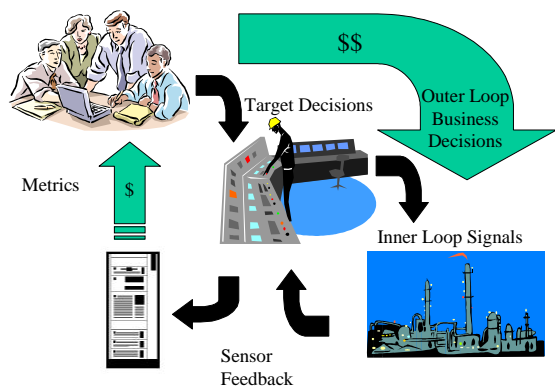 $$
Target Decisions
Outer Loop
Business
Decisions
Metrics
$
Inner Loop Signals
Sensor
Feedback